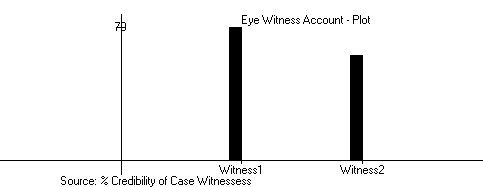 Eye Witness Account - Plot
79
Witness1
Witness2
Source: % Credibility of Case Witnessess